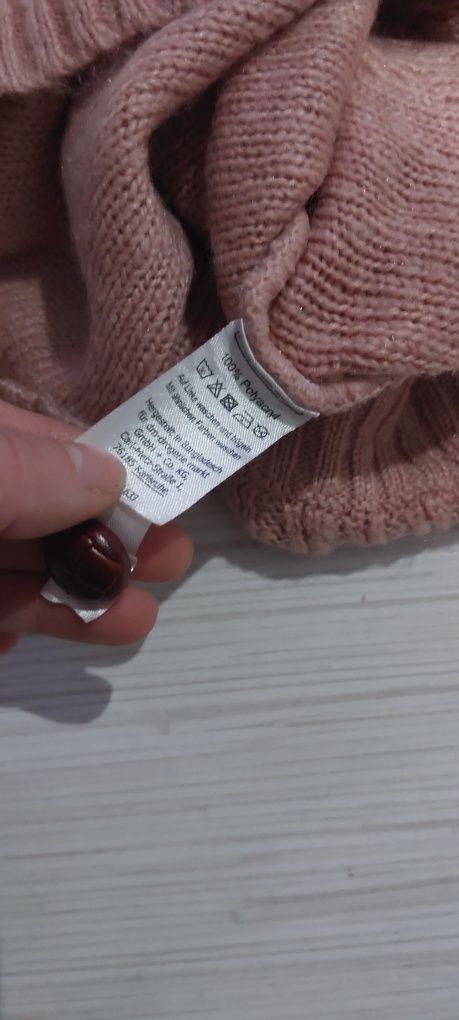 100% Polyacryl
Auf Links waschen und bügeln.
Mit ähnlichen Farben waschen.
Hergestellt in Bangladesch
für dm-drogerie markt
GmbH + Co. KG,
Carl-Metz-Straße 1,
76185 Karlsruhe.